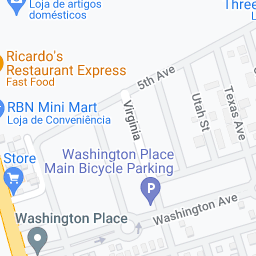 Loja de artigos
domésticos
Three
Ricardo's
Restaurant Express
Fast Food
5th Ave
RBN Mini Mart
Loja de Conveniência
Virginia
Utah St
Texas Ave
Store
Washington Place
Main Bicycle Parking
P
Washington Ave
Washington Place